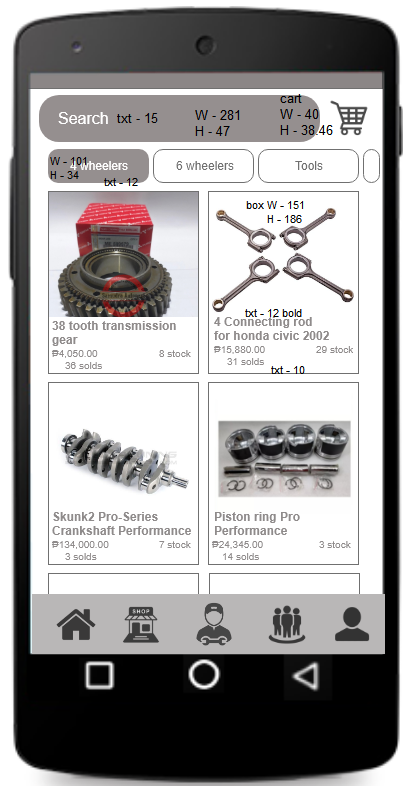 cart
Search txt - 15 W - 281 W - 40
H - 47 H - 38.46
W - 101
H - 34
4 wheelers 6 wheelers Tools
txt - 12
box W - 151
H - 186
txt - 12 bold
38 tooth transmission
gear
₱4,050.00 8 stock
36 solds
4 Connecting rod
for honda civic 2002
₱15,880.00 29 stock
31 solds
txt - 10
Skunk2 Pro-Series
Crankshaft Performance
₱134,000.00 7 stock
3 solds
Piston ring Pro
Performance
₱24,345.00 3 stock
14 solds
SHOP